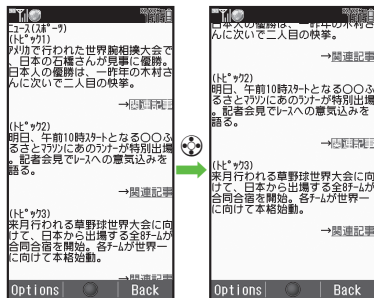 ﾆｭｰｽ(ｽﾎﾟｰﾂ)
(ﾄﾋﾟｯｸ1)
ｱﾒﾘｶで行われた世界腕相撲大会で
、日本の石橋さんが見事に優勝。
日本人の優勝は、一昨年の木村さ
んに次いで二人目の快挙。
→関連記事
(ﾄﾋﾟｯｸ2)
明日、午前10時ｽﾀｰﾄとなる〇〇ふ
るさとﾏﾗｿﾝにあのﾗﾝﾅｰが特別出場
。記者会見でﾚｰｽへの意気込みを
語る。
→関連記事
(ﾄﾋﾟｯｸ3)
来月行われる草野球世界大会に向
けて、日本から出場する全8ﾁｰﾑが
合同合宿を開始。各ﾁｰﾑが世界一
に向けて本格始動。
→関連記事
Options
Back
日本人の優勝は、一昨年の木村さ
んに次いで二人目の快挙。
→関連記事
(ﾄﾋﾟｯｸ2)
明日、午前10時ｽﾀｰﾄとなる〇〇ふ
るさとﾏﾗｿﾝにあのﾗﾝﾅｰが特別出場
。記者会見でﾚｰｽへの意気込みを
語る。
→関連記事
(ﾄﾋﾟｯｸ3)
来月行われる草野球世界大会に向
けて、日本から出場する全8ﾁｰﾑが
合同合宿を開始。各ﾁｰﾑが世界一
に向けて本格始動。
→関連記事
Options
Back